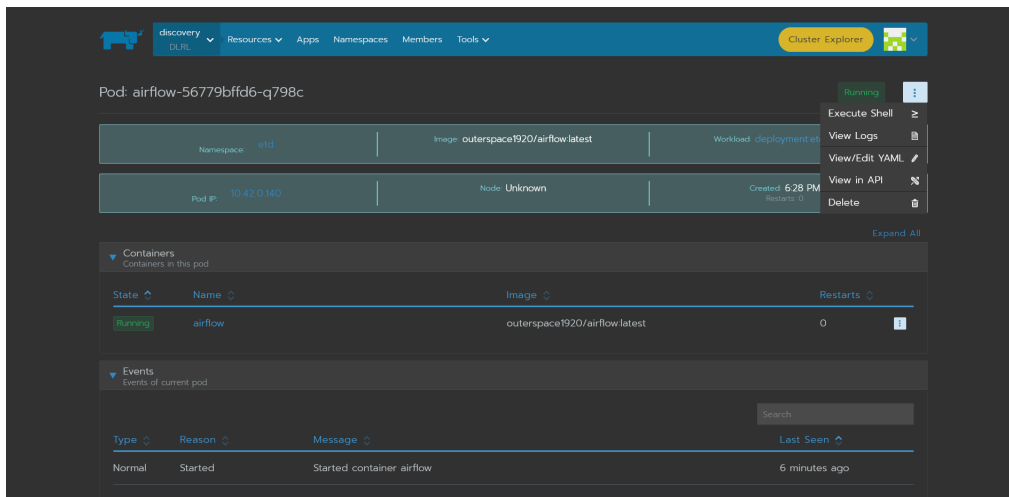 discovery
DLRL
Resources Apps Namespaces Members Tools
Cluster Explorer
Pod: airflow-56779bffd6-q798c
Running
Execute Shell
View Logs
View/Edit YAML
View in API
Delete
Namespace: etd
Image: outerspace1920/airflow:latest
Workload: deployment:et
Pod IP: 10.42.0.140
Node: Unknown
Created: 6:28 PM
Restarts: 0
Expand All
Containers
Containers in this pod
State Name Image Restarts
Running airflow outerspace1920/airflow:latest 0
Events
Events of current pod
Search
Type Reason Message Last Seen
Normal Started Started container airflow 6 minutes ago